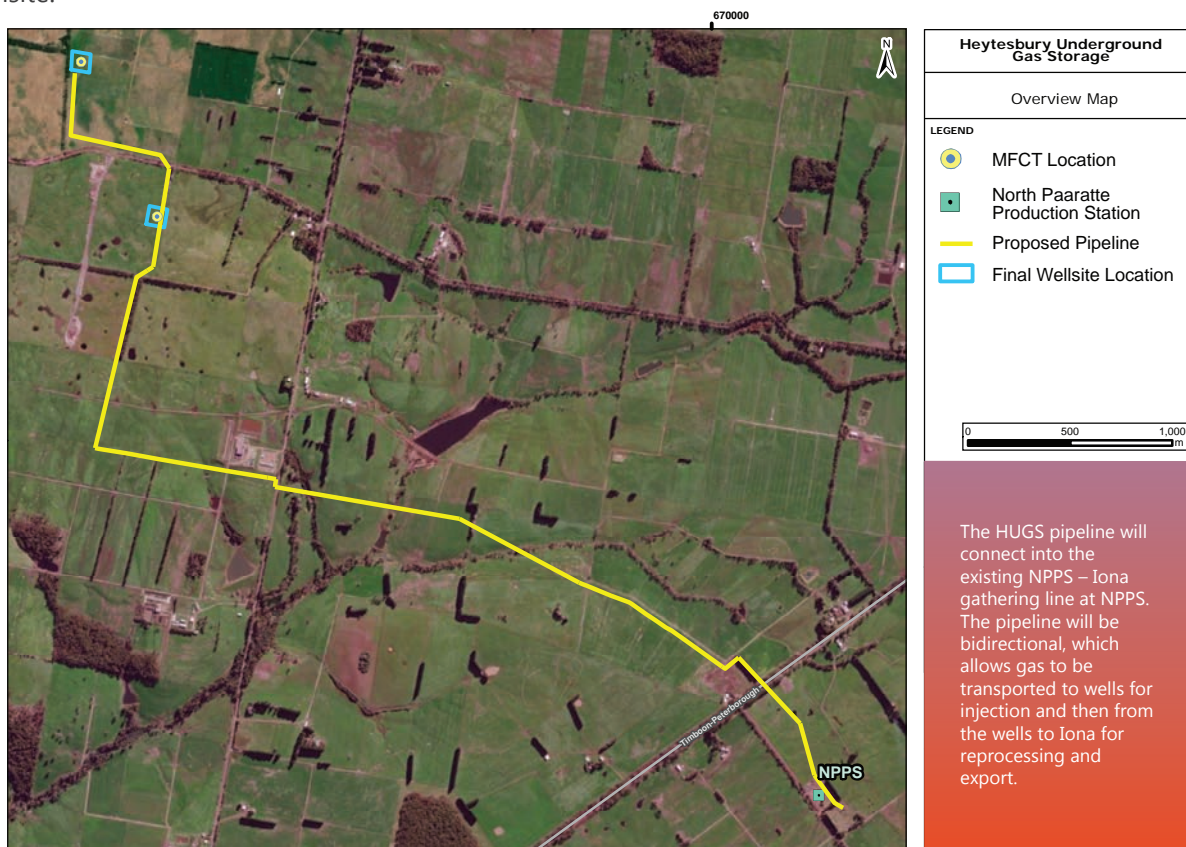 670000
N
Timboon-Peterborough
NPPS
Heytesbury Underground
Gas Storage
Overview Map
LEGEND
MFCT Location
North Paaratte
Production Station
Proposed Pipeline
Final Wellsite Location
0 500 1,000
m
The HUGS pipeline will
connect into the
existing NPPS – Iona
gathering line at NPPS.
The pipeline will be
bidirectional, which
allows gas to be
transported to wells for
injection and then from
the wells to Iona for
reprocessing and
export.